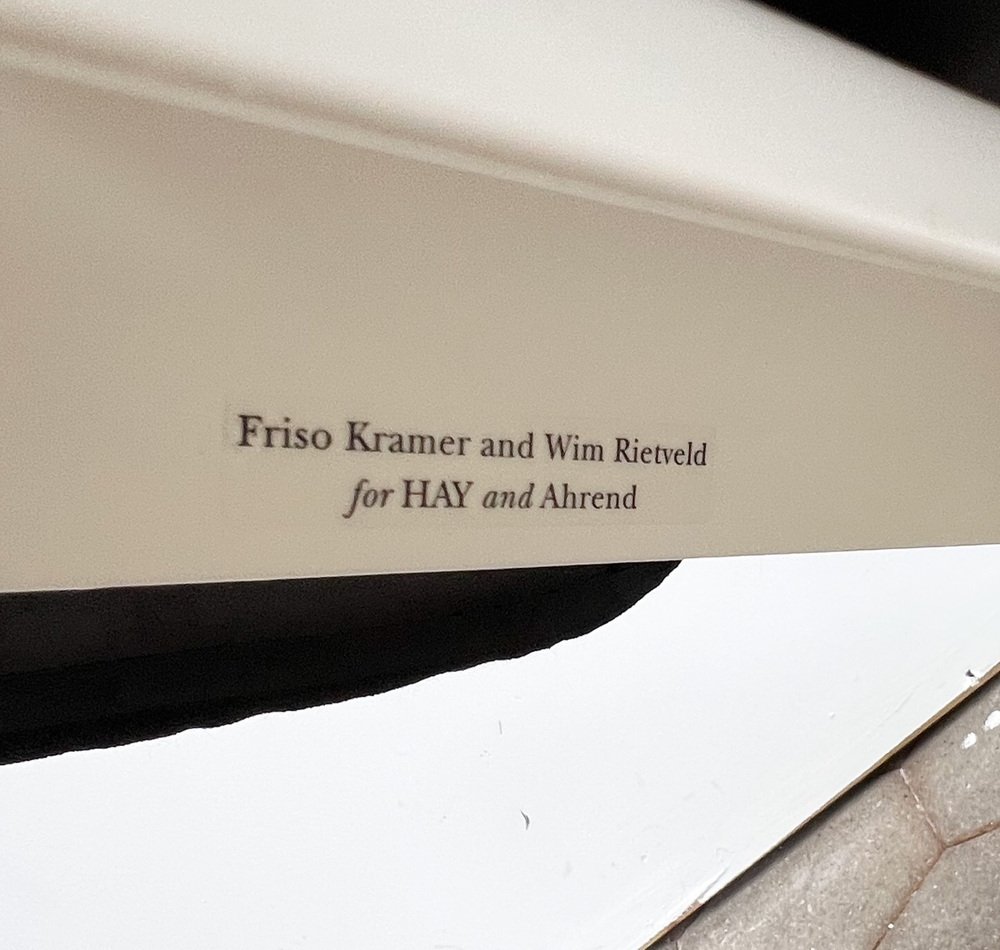 Friso Kramer and Wim Rietveld
for HAY and Ahrend